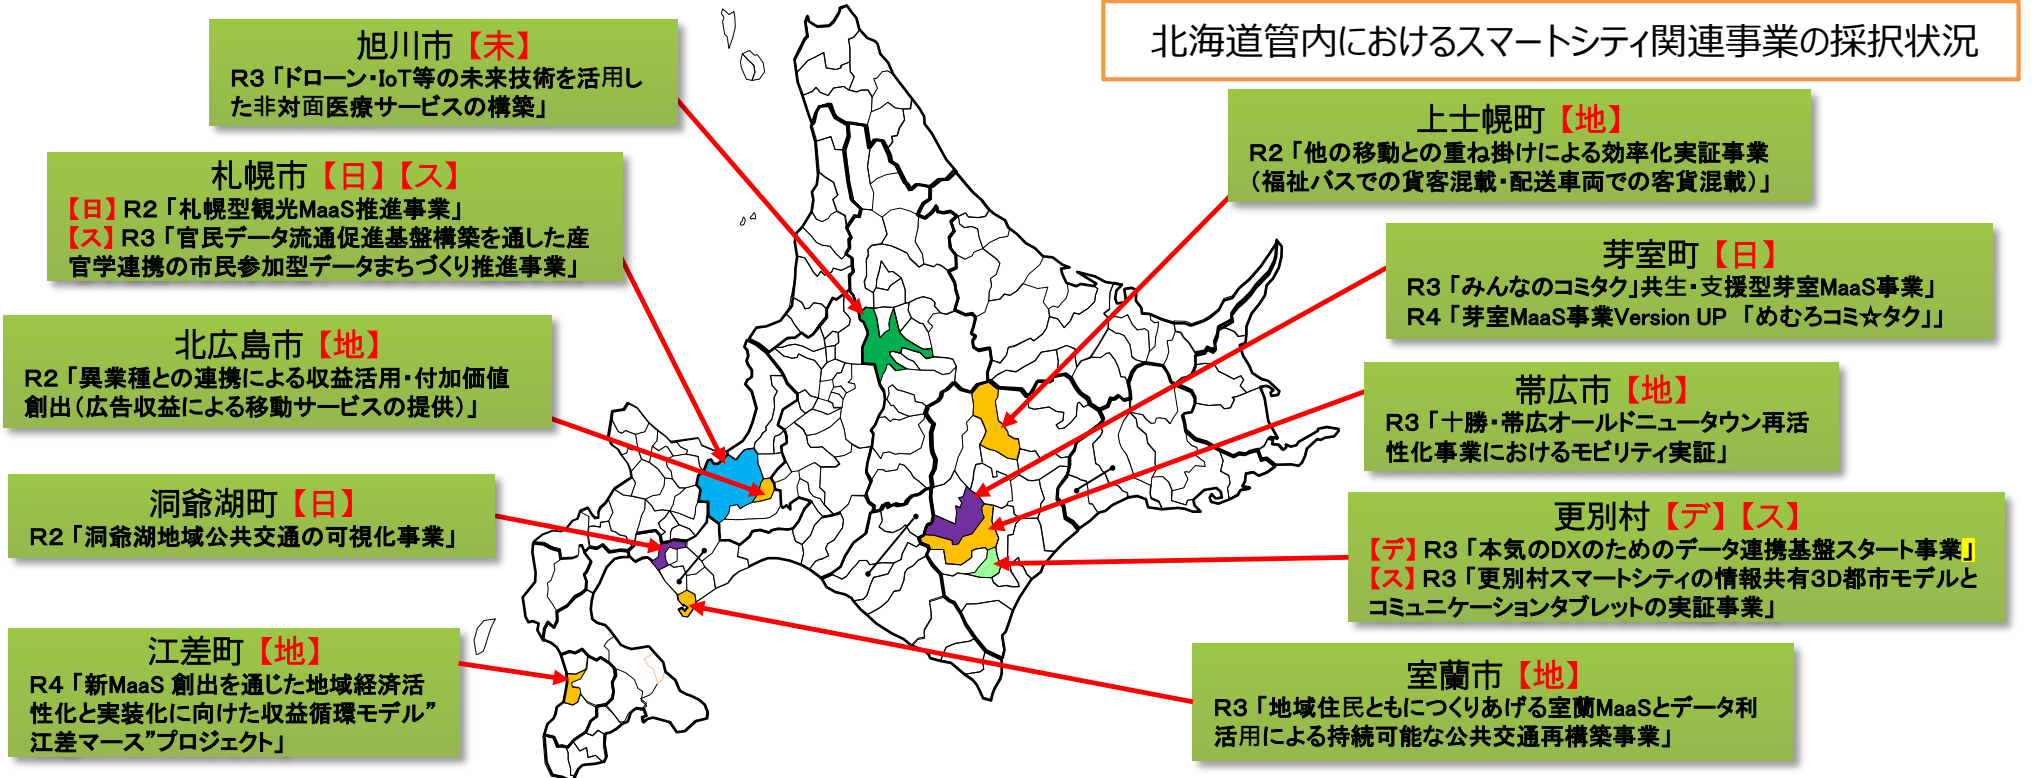 北海道管内におけるスマートシティ関連事業の採択状況
旭川市【未】
R3「ドローン・IoT等の未来技術を活用し
た非対面医療サービスの構築」
札幌市【日】【ス】
【日】R2「札幌型観光MaaS推進事業」
【ス】R3「官民データ流通促進基盤構築を通した産
官学連携の市民参加型データまちづくり推進事業」
北広島市【地】
R2「異業種との連携による収益活用・付加価値
創出（広告収益による移動サービスの提供）」
洞爺湖町【日】
R2「洞爺湖地域公共交通の可視化事業」
江差町【地】
R4「新MaaS 創出を通じた地域経済活
性化と実装化に向けた収益循環モデル”
江差マース”プロジェクト」
上士幌町【地】
R2「他の移動との重ね掛けによる効率化実証事業
（福祉バスでの貨客混載・配送車両での客貨混載）」
芽室町【日】
R3「みんなのコミタク」共生・支援型芽室MaaS事業」
R4「芽室MaaS事業Version UP 「めむろコミ☆タク」」
帯広市【地】
R3「十勝・帯広オールドニュータウン再活
性化事業におけるモビリティ実証」
更別村【デ】【ス】
【デ】R3「本気のDXのためのデータ連携基盤スタート事業」
【ス】R3「更別村スマートシティの情報共有3D都市モデルと
コミュニケーションタブレットの実証事業」
室蘭市【地】
R3「地域住民ともにつくりあげる室蘭MaaSとデータ利
活用による持続可能な公共交通再構築事業」